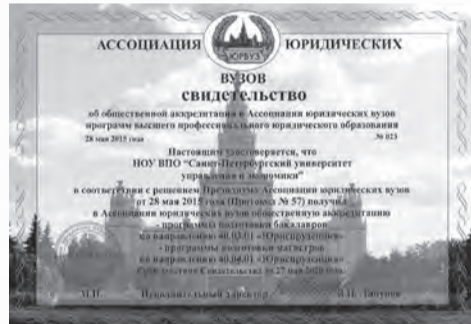 АССОЦИАЦИЯ ЮРИДИЧЕСКИХ
ЮРВУЗ
ВУЗОВ
свидетельство
об общественной аккредитации в Ассоциации юридических вузов
программ высшего профессионального юридического образования
28 мая 2015 года № 023
Настоящим удостоверяется, что
НОУ ВПО "Санкт-Петербургский университет
управления и экономики"
в соответствии с решением Президиума Ассоциации юридических вузов
от 28 мая 2015 года (Протокол № 57) получил
в Ассоциации юридических вузов общественную аккредитацию
- программы подготовки бакалавров
по направлению 40.03.01 «Юриспруденция»
- программы подготовки магистров
по направлению 40.04.01 «Юриспруденция»
Срок действия Свидетельства по 27 мая 2020 года.
М.П. Исполнительный директор